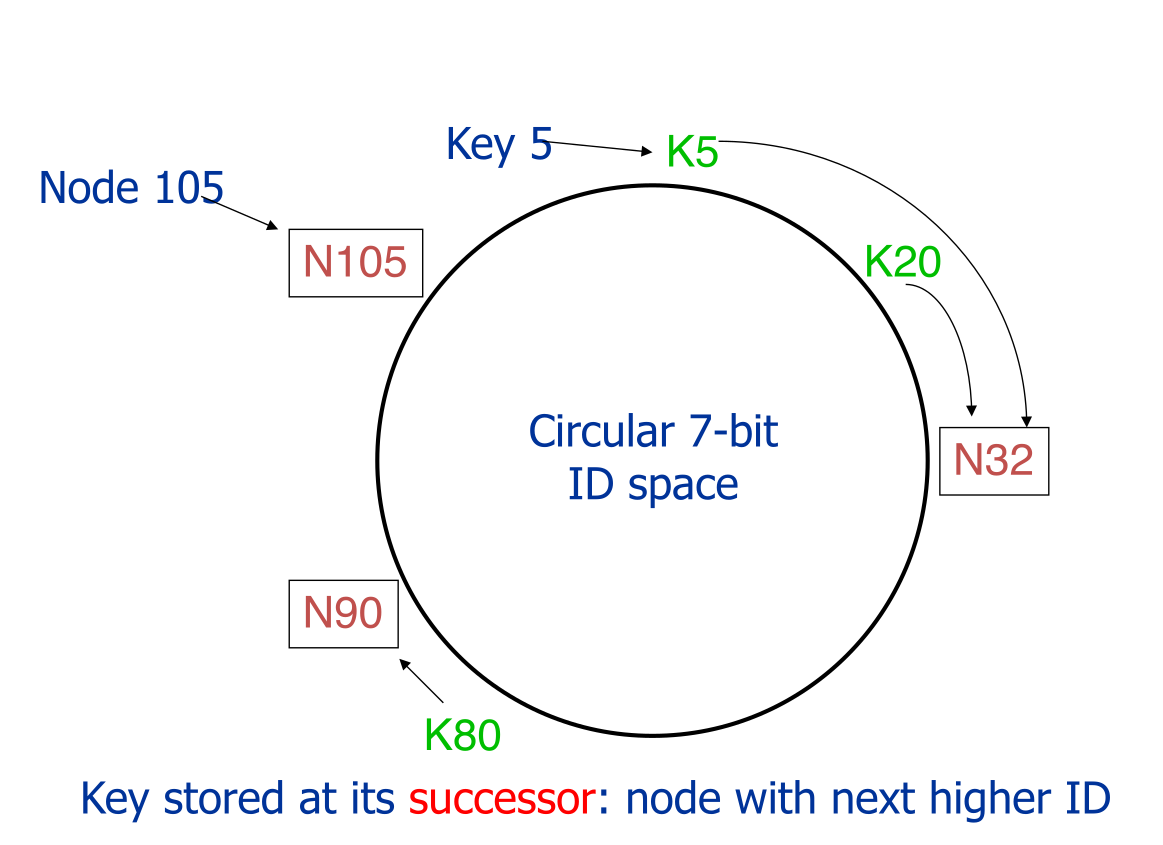 Key 5
K5
Node 105
N105
K20
Circular 7-bit
ID space
N32
N90
K80
Key stored at its successor: node with next higher ID